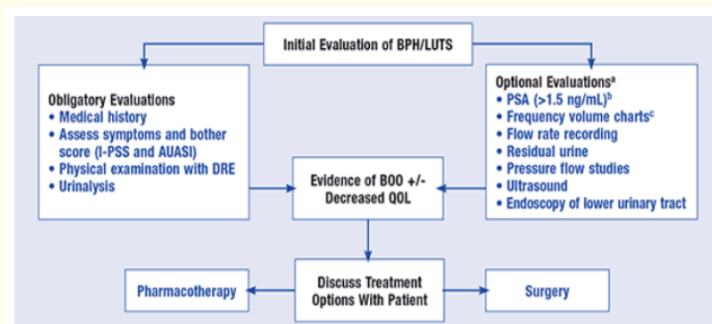 Initial Evaluation of BPH/LUTS
Obligatory Evaluations
• Medical history
• Assess symptoms and bother
score (I-PSS and AUASI)
• Physical examination with DRE
• Urinalysis
Optional Evaluationsᵃ
• PSA (>1.5 ng/mL)ᵇ
• Frequency volume chartsᶜ
• Flow rate recording
• Residual urine
• Pressure flow studies
• Ultrasound
• Endoscopy of lower urinary tract
Evidence of BOO +/-
Decreased QOL
Discuss Treatment
Options With Patient
Pharmacotherapy
Surgery